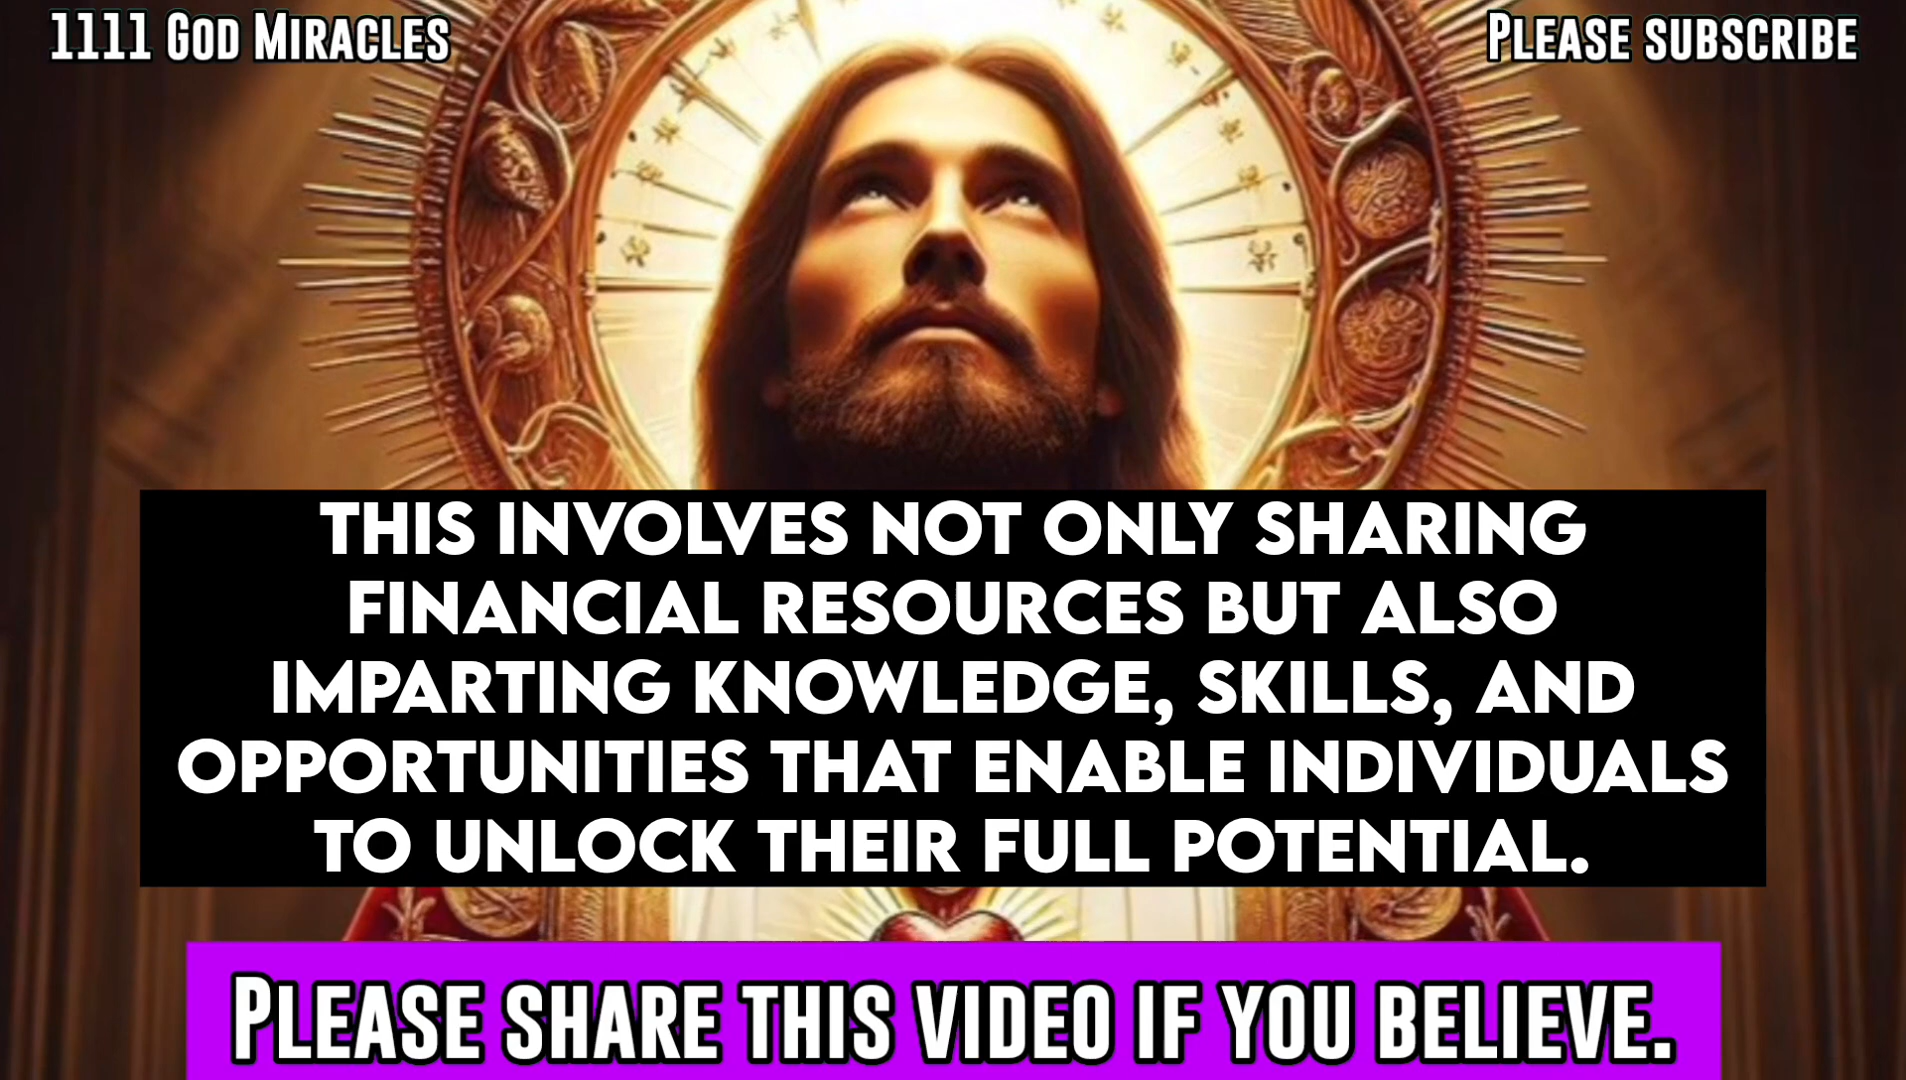 1111 God Miracles
Please subscribe
THIS INVOLVES NOT ONLY SHARING
FINANCIAL RESOURCES BUT ALSO
IMPARTING KNOWLEDGE, SKILLS, AND
OPPORTUNITIES THAT ENABLE INDIVIDUALS
TO UNLOCK THEIR FULL POTENTIAL.
Please share this video if you believe.